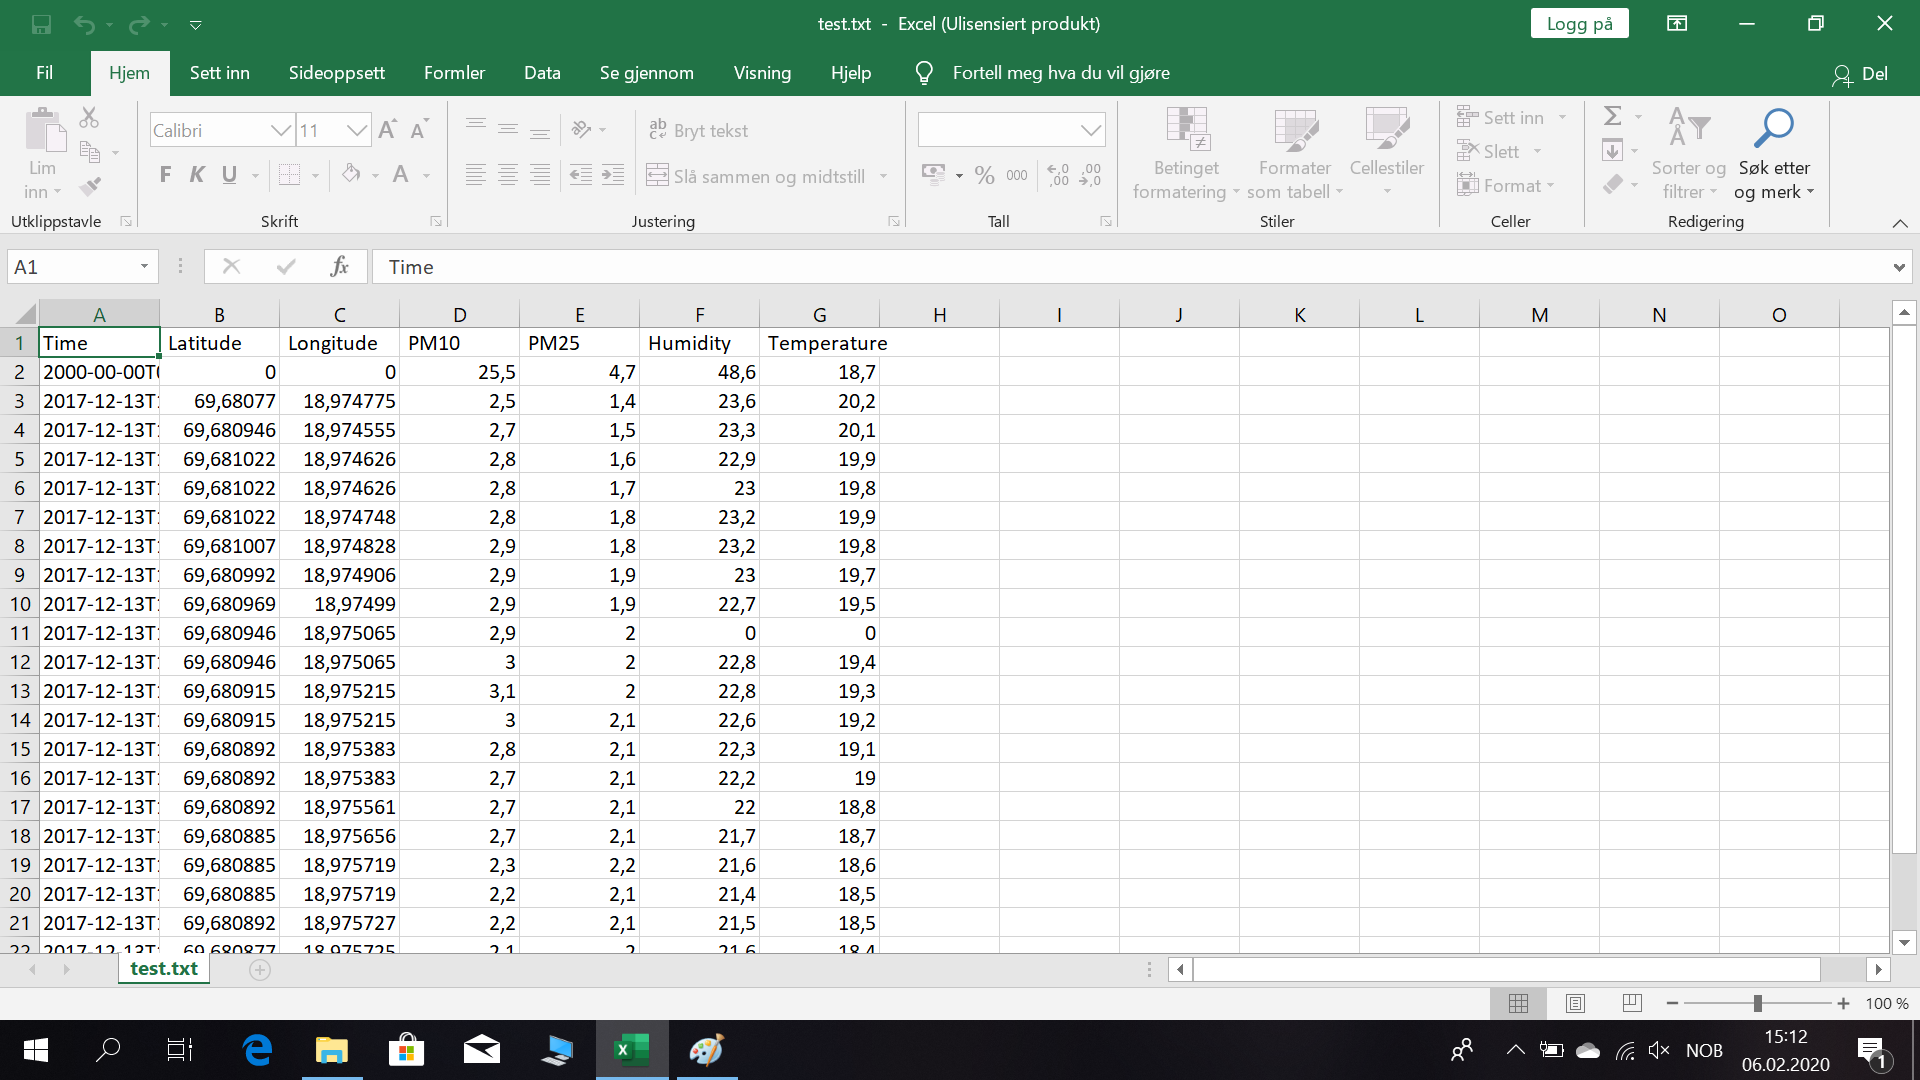 test.txt - Excel (Ulisensiert produkt)
Logg på
Fil Hjem Sett inn Sideoppsett Formler Data Se gjennom Visning Hjelp Fortell meg hva du vil gjøre Del
Calibri 11 A A ab c Bryt tekst Sett inn Σ A Å
Slett
Lim inn F K U A Slå sammen og midtstill % 000 ←,0 ,00 ,00 →,0 Betinget formatering Formater som tabell Cellestiler Format Sorter og filtrer Søk etter og merk
Utklippstavle Skrift Justering Tall Stiler Celler Redigering
A1 fx Time
A B C D E F G H I J K L M N O
1 Time Latitude Longitude PM10 PM25 Humidity Temperature
2 2000-00-00T 0 0 25,5 4,7 48,6 18,7
3 2017-12-13T 69,68077 18,974775 2,5 1,4 23,6 20,2
4 2017-12-13T 69,680946 18,974555 2,7 1,5 23,3 20,1
5 2017-12-13T 69,681022 18,974626 2,8 1,6 22,9 19,9
6 2017-12-13T 69,681022 18,974626 2,8 1,7 23 19,8
7 2017-12-13T 69,681022 18,974748 2,8 1,8 23,2 19,9
8 2017-12-13T 69,681007 18,974828 2,9 1,8 23,2 19,8
9 2017-12-13T 69,680992 18,974906 2,9 1,9 23 19,7
10 2017-12-13T 69,680969 18,97499 2,9 1,9 22,7 19,5
11 2017-12-13T 69,680946 18,975065 2,9 2 0 0
12 2017-12-13T 69,680946 18,975065 3 2 22,8 19,4
13 2017-12-13T 69,680915 18,975215 3,1 2 22,8 19,3
14 2017-12-13T 69,680915 18,975215 3 2,1 22,6 19,2
15 2017-12-13T 69,680892 18,975383 2,8 2,1 22,3 19,1
16 2017-12-13T 69,680892 18,975383 2,7 2,1 22,2 19
17 2017-12-13T 69,680892 18,975561 2,7 2,1 22 18,8
18 2017-12-13T 69,680885 18,975656 2,7 2,1 21,7 18,7
19 2017-12-13T 69,680885 18,975719 2,3 2,2 21,6 18,6
20 2017-12-13T 69,680885 18,975719 2,2 2,1 21,4 18,5
21 2017-12-13T 69,680892 18,975727 2,2 2,1 21,5 18,5
22 2017-12-13T 69,680877 18,975725 2,1 2 21,6 18,4
test.txt
100 %
NOB 15:12
06.02.2020 1